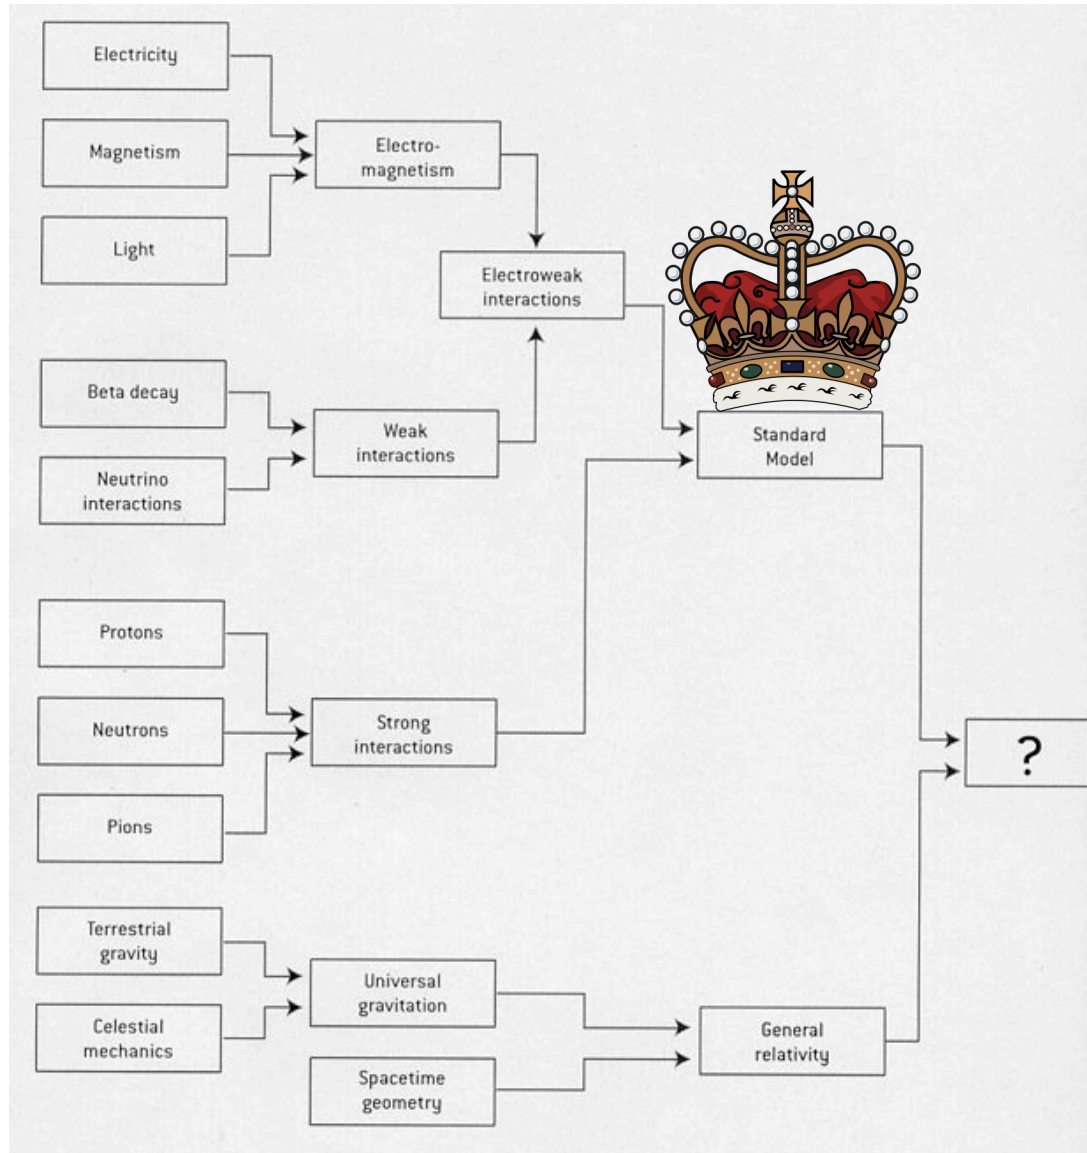 Electricity
Magnetism
Light
Electro-
magnetism
Electroweak
interactions
Beta decay
Neutrino
interactions
Weak
interactions
Standard
Model
Protons
Neutrons
Pions
Strong
interactions
?
Terrestrial
gravity
Celestial
mechanics
Universal
gravitation
Spacetime
geometry
General
relativity